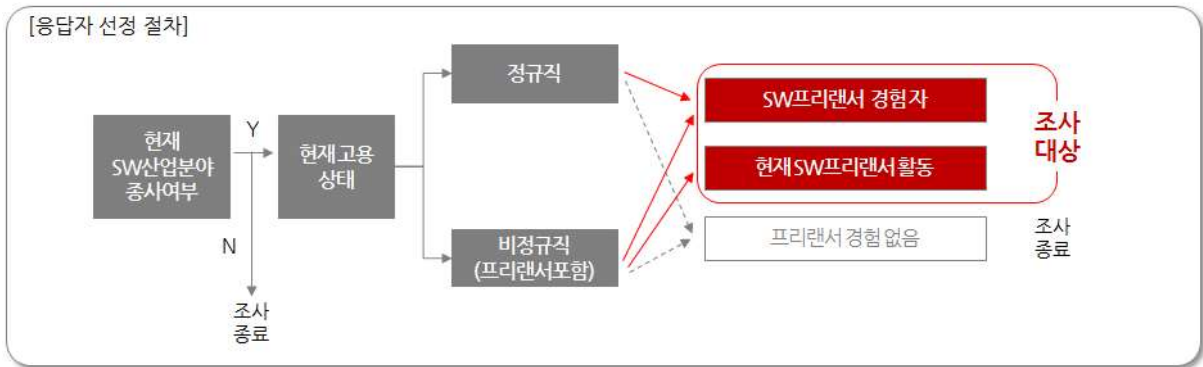 [응답자 선정 절차]
정규직
SW프리랜서 경험자
조사
대상
현재
SW산업분야
종사여부
Y
현재고용
상태
현재SW프리랜서활동
N
비정규직
(프리랜서포함)
프리랜서경험없음
조사
종료
조사
종료